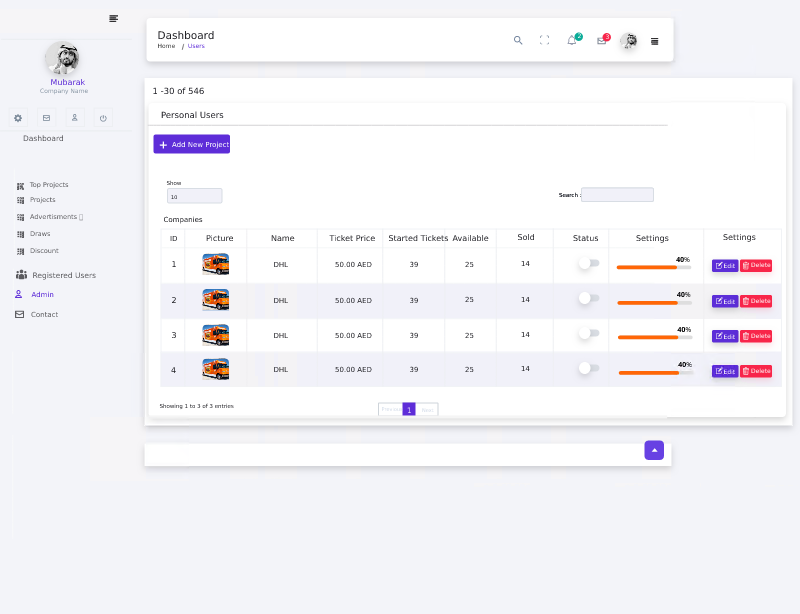 Mubarak
Company Name
Dashboard
Top Projects
Projects
Advertisments
Draws
Discount
Registered Users
Admin
Contact
Dashboard
Home / Users
2
3
1 -30 of 546
Personal Users
+ Add New Project
Show
10
Search :
Companies
ID Picture Name Ticket Price Started Tickets Available Sold Status Settings Settings
1 DHL 50.00 AED 39 25 14 40% Edit Delete
2 DHL 50.00 AED 39 25 14 40% Edit Delete
3 DHL 50.00 AED 39 25 14 40% Edit Delete
4 DHL 50.00 AED 39 25 14 40% Edit Delete
Showing 1 to 3 of 3 entries
1 Next